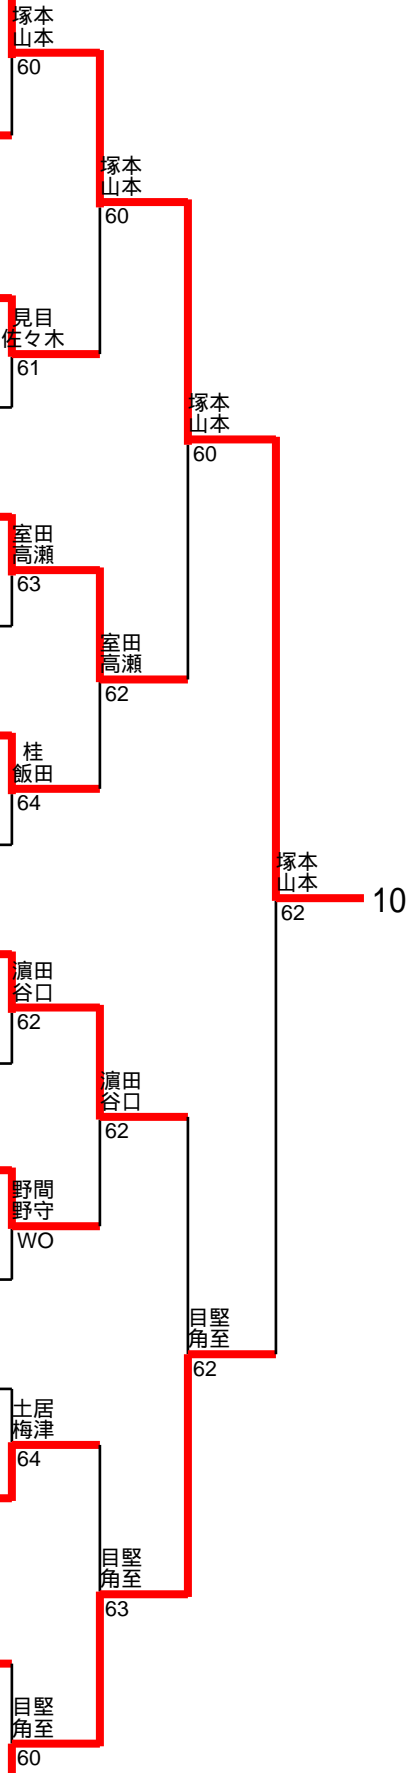 塚本
山本
60
塚本
山本
60
見目
佐々木
61
塚本
山本
60
室田
高瀬
63
室田
高瀬
62
桂
飯田
64
塚本
山本
62
10
濵田
谷口
62
濵田
谷口
62
野間
野守
WO
目堅
角至
62
土居
梅津
64
目堅
角至
63
目堅
角至
60